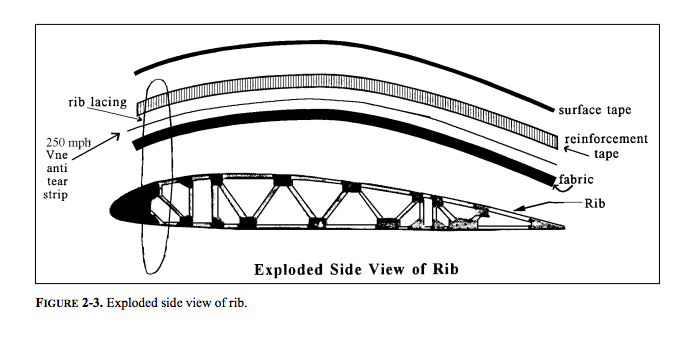 rib lacing
surface tape
250 mph
Vne
anti
tear
strip
reinforcement
tape
fabric
Rib
Exploded Side View of Rib
FIGURE 2-3. Exploded side view of rib.